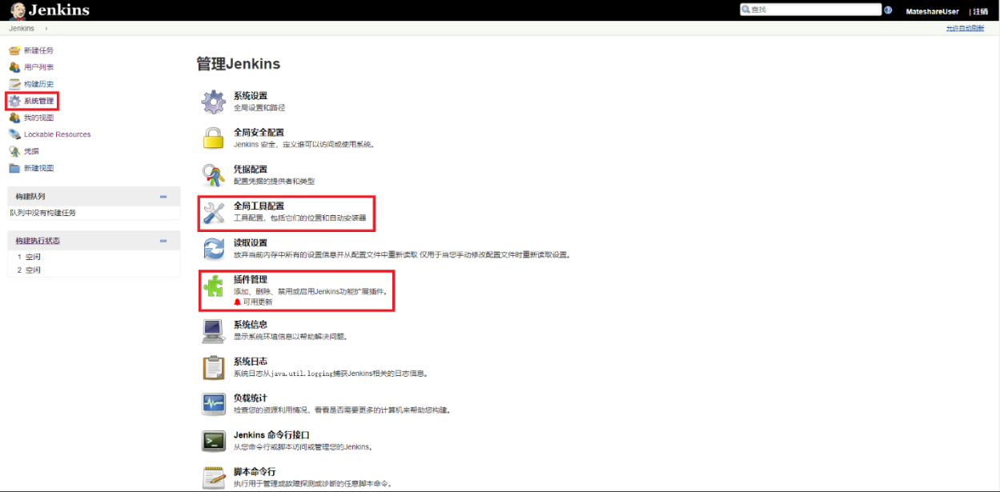 Jenkins
查找
MateshareUser
| 注销
Jenkins
允许自动刷新
新建任务
用户列表
构建历史
系统管理
我的视图
Lockable Resources
凭据
新建视图
构建队列
队列中没有构建任务
构建执行状态
1 空闲
2 空闲
管理Jenkins
系统设置
全局设置和路径
全局安全配置
Jenkins 安全，定义谁可以访问或使用系统。
凭据配置
配置凭据的提供者和类型
全局工具配置
工具配置，包括它们的位置和自动安装器
读取设置
放弃当前内存中所有的设置信息并从配置文件中重新读取 仅用于当您手动修改配置文件时重新读取设置。
插件管理
添加、删除、禁用或启用Jenkins功能扩展插件。
可用更新
系统信息
显示系统环境信息以帮助解决问题。
系统日志
系统日志从java.util.logging捕获Jenkins相关的日志信息。
负载统计
检查您的资源利用情况，看看是否需要更多的计算机来帮助您构建。
Jenkins 命令行接口
从您命令行或脚本访问或管理您的Jenkins。
脚本命令行
执行用于管理或故障探测或诊断的任意脚本命令。